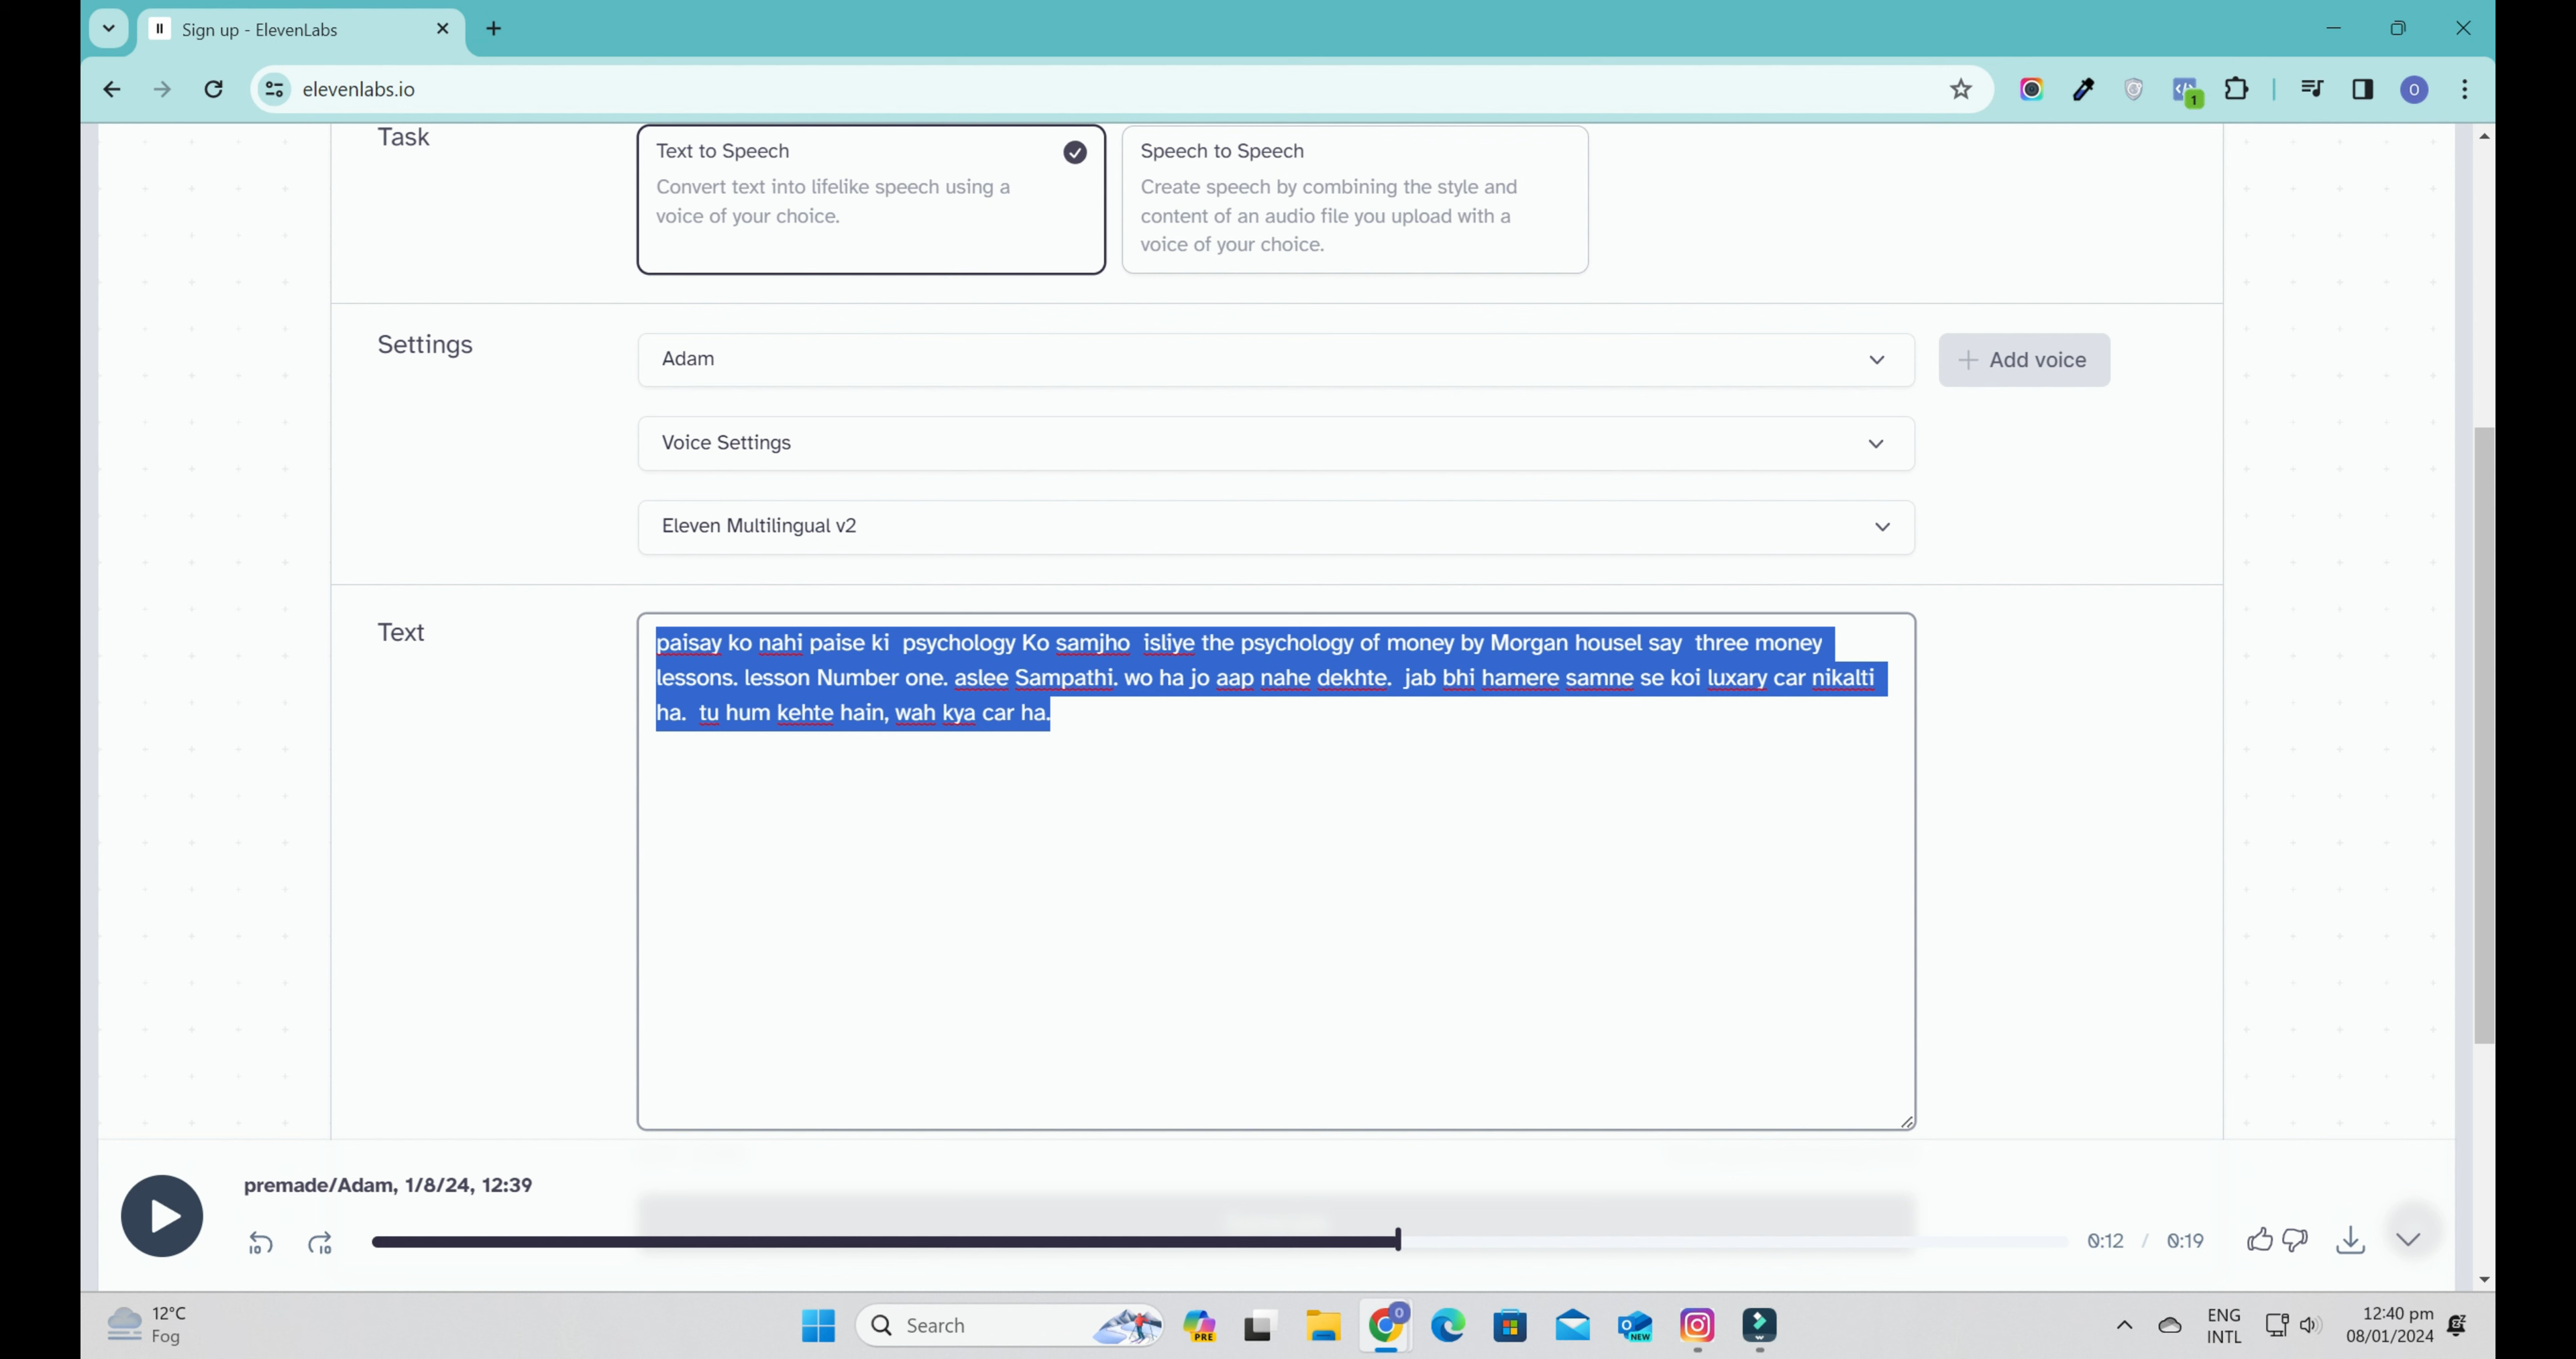 Sign up - ElevenLabs
elevenlabs.io
Task
Text to Speech
Convert text into lifelike speech using a
voice of your choice.
Speech to Speech
Create speech by combining the style and
content of an audio file you upload with a
voice of your choice.
Settings
Adam
Add voice
Voice Settings
Eleven Multilingual v2
Text
paisay ko nahi paise ki  psychology Ko samjho  isliye the psychology of money by Morgan housel say  three money
lessons. lesson Number one. aslee Sampathi. wo ha jo aap nahe dekhte.  jab bhi hamere samne se koi luxary car nikalti
ha.  tu hum kehte hain, wah kya car ha.
premade/Adam, 1/8/24, 12:39
10 10 0:12 / 0:19
12°C
Fog
Search
PRE
NEW
ENG
INTL
12:40 pm
08/01/2024